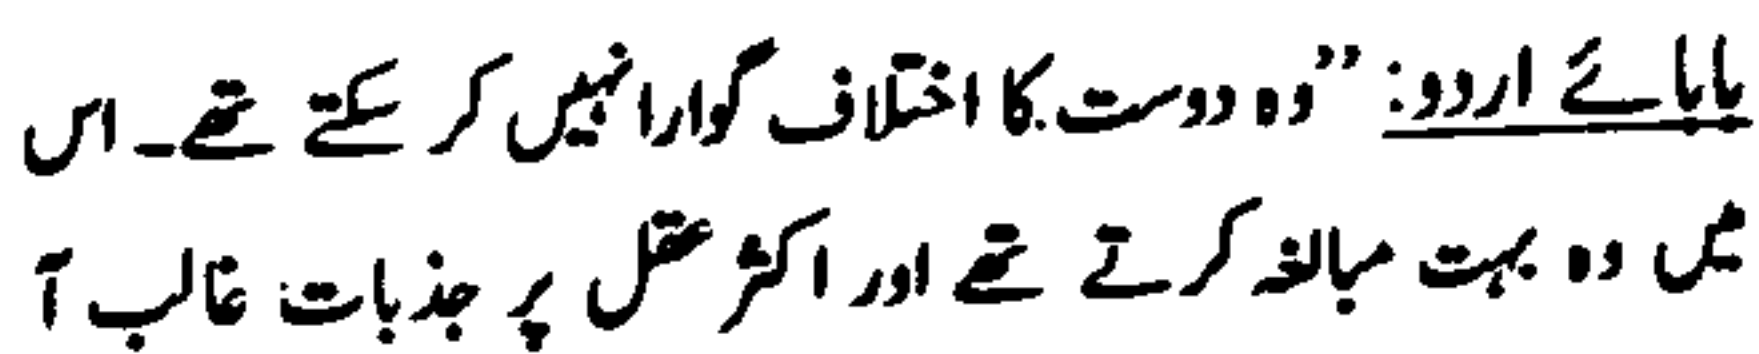 بابائے اردو: ”وہ دوست کا اختلاف گوارا نہیں کر سکتے تھے۔ اس
میں وہ بہت مبالغہ کرتے تھے اور اکثر عقل پر جذبات غالب آ